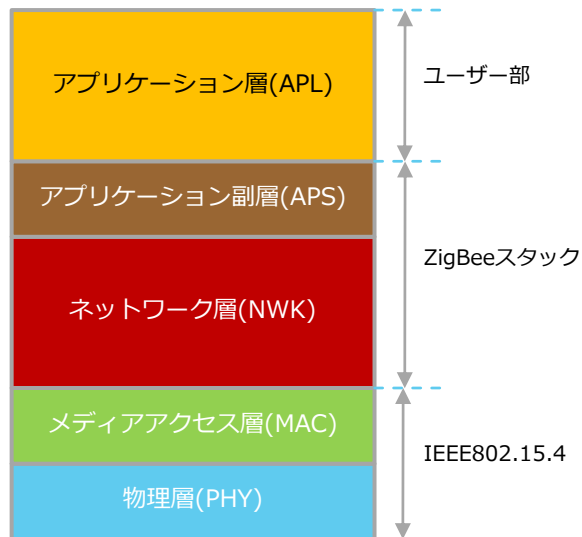 アプリケーション層(APL)
ユーザー部
アプリケーション副層(APS)
ZigBeeスタック
ネットワーク層(NWK)
メディアアクセス層(MAC)
IEEE802.15.4
物理層(PHY)